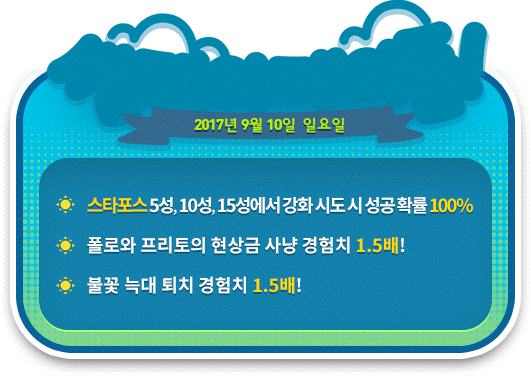 2017년 9월 10일 일요일
스타포스 5성, 10성, 15성에서 강화 시도 시 성공 확률 100%
폴로와 프리토의 현상금 사냥 경험치 1.5배!
불꽃 늑대 퇴치 경험치 1.5배!